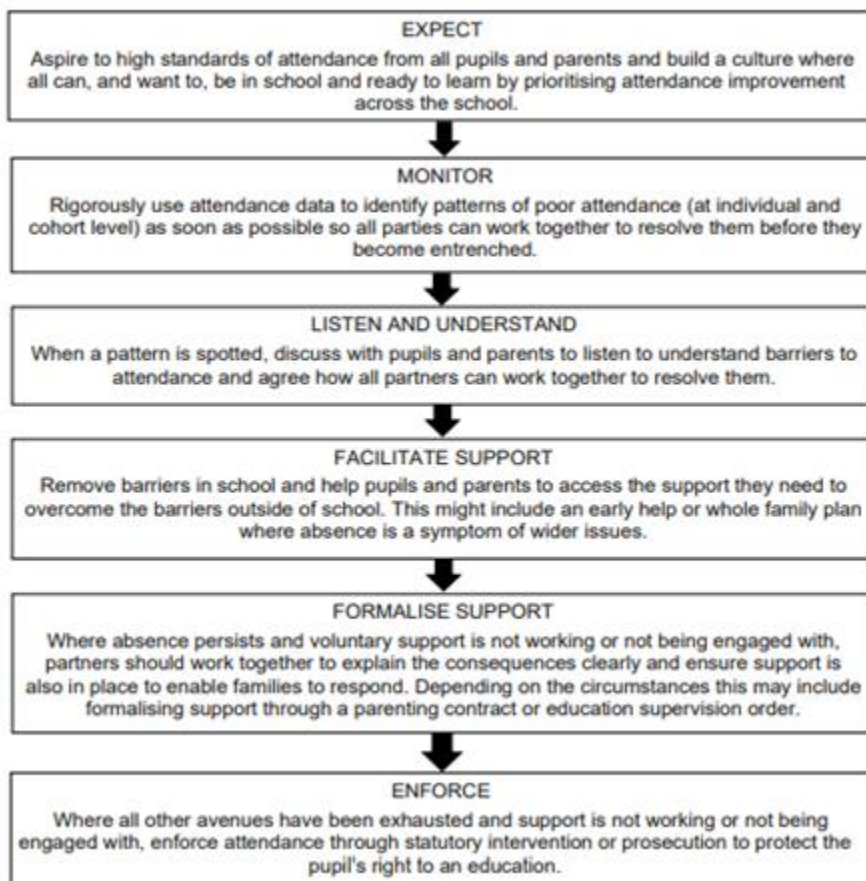 EXPECT
Aspire to high standards of attendance from all pupils and parents and build a culture where
all can, and want to, be in school and ready to learn by prioritising attendance improvement
across the school.
MONITOR
Rigorously use attendance data to identify patterns of poor attendance (at individual and
cohort level) as soon as possible so all parties can work together to resolve them before they
become entrenched.
LISTEN AND UNDERSTAND
When a pattern is spotted, discuss with pupils and parents to listen to understand barriers to
attendance and agree how all partners can work together to resolve them.
FACILITATE SUPPORT
Remove barriers in school and help pupils and parents to access the support they need to
overcome the barriers outside of school. This might include an early help or whole family plan
where absence is a symptom of wider issues.
FORMALISE SUPPORT
Where absence persists and voluntary support is not working or not being engaged with,
partners should work together to explain the consequences clearly and ensure support is
also in place to enable families to respond. Depending on the circumstances this may include
formalising support through a parenting contract or education supervision order.
ENFORCE
Where all other avenues have been exhausted and support is not working or not being
engaged with, enforce attendance through statutory intervention or prosecution to protect the
pupil's right to an education.